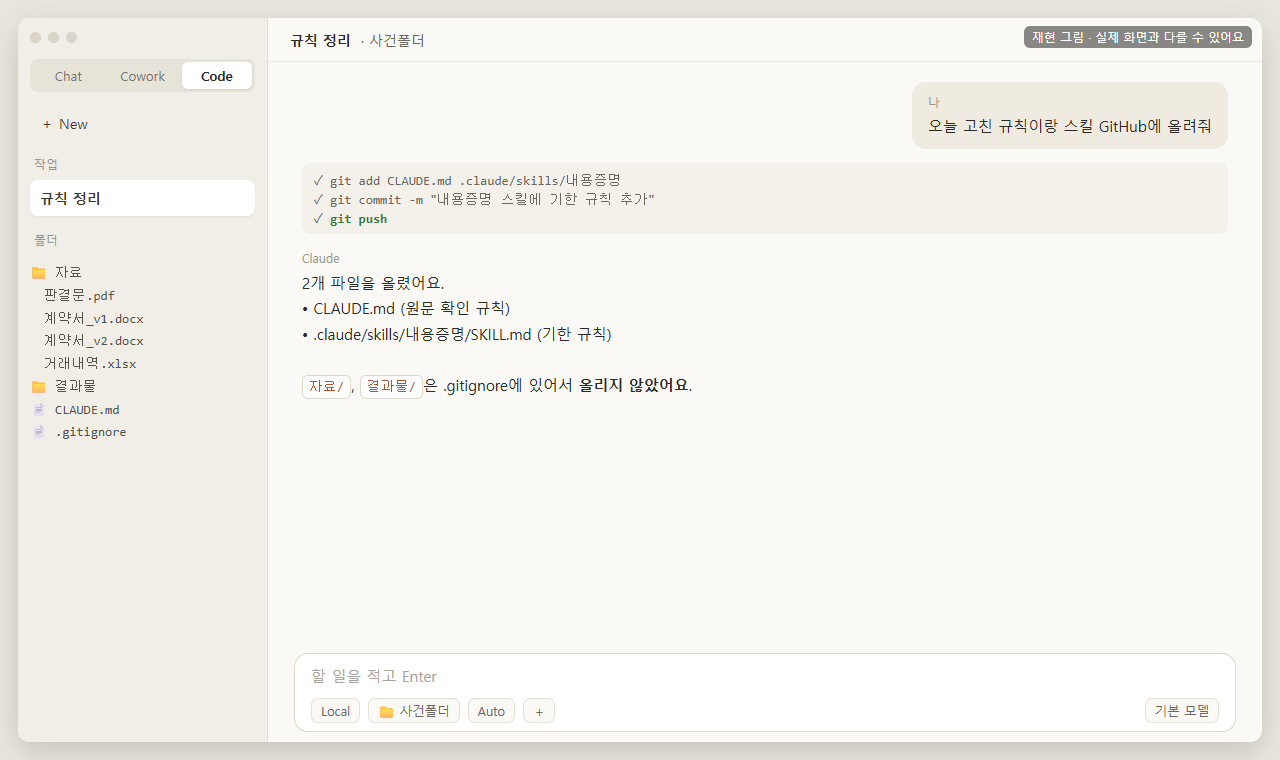 Chat Cowork Code
+ New
작업
규칙 정리
폴더
자료
판결문.pdf
계약서_v1.docx
계약서_v2.docx
거래내역.xlsx
결과물
CLAUDE.md
.gitignore
규칙 정리 · 사건폴더
재현 그림 · 실제 화면과 다를 수 있어요
나
오늘 고친 규칙이랑 스킬 GitHub에 올려줘
✓ git add CLAUDE.md .claude/skills/내용증명
✓ git commit -m "내용증명 스킬에 기한 규칙 추가"
✓ git push
Claude
2개 파일을 올렸어요.
• CLAUDE.md (원문 확인 규칙)
• .claude/skills/내용증명/SKILL.md (기한 규칙)
자료/, 결과물/은 .gitignore에 있어서 올리지 않았어요.
할 일을 적고 Enter
Local 사건폴더 Auto + 기본 모델